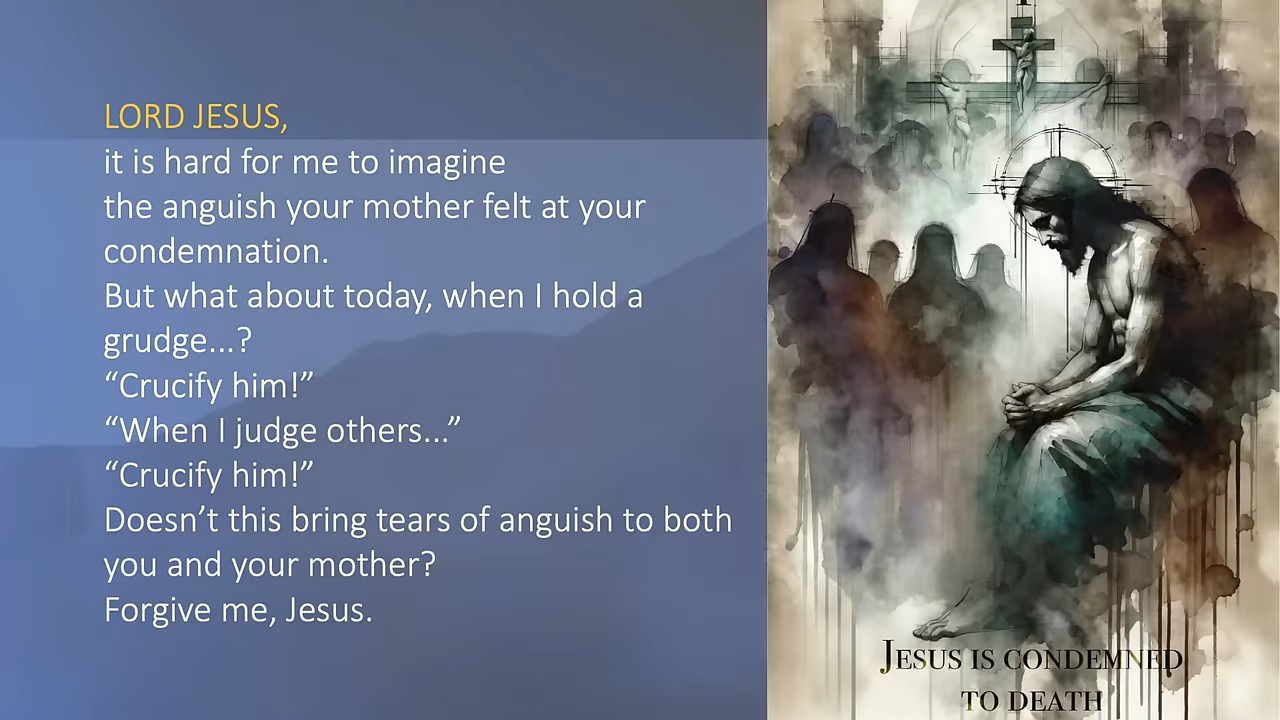 LORD JESUS,
it is hard for me to imagine
the anguish your mother felt at your
condemnation.
But what about today, when I hold a
grudge...?
“Crucify him!”
“When I judge others...”
“Crucify him!”
Doesn’t this bring tears of anguish to both
you and your mother?
Forgive me, Jesus.
JESUS IS CONDEMNED
TO DEATH